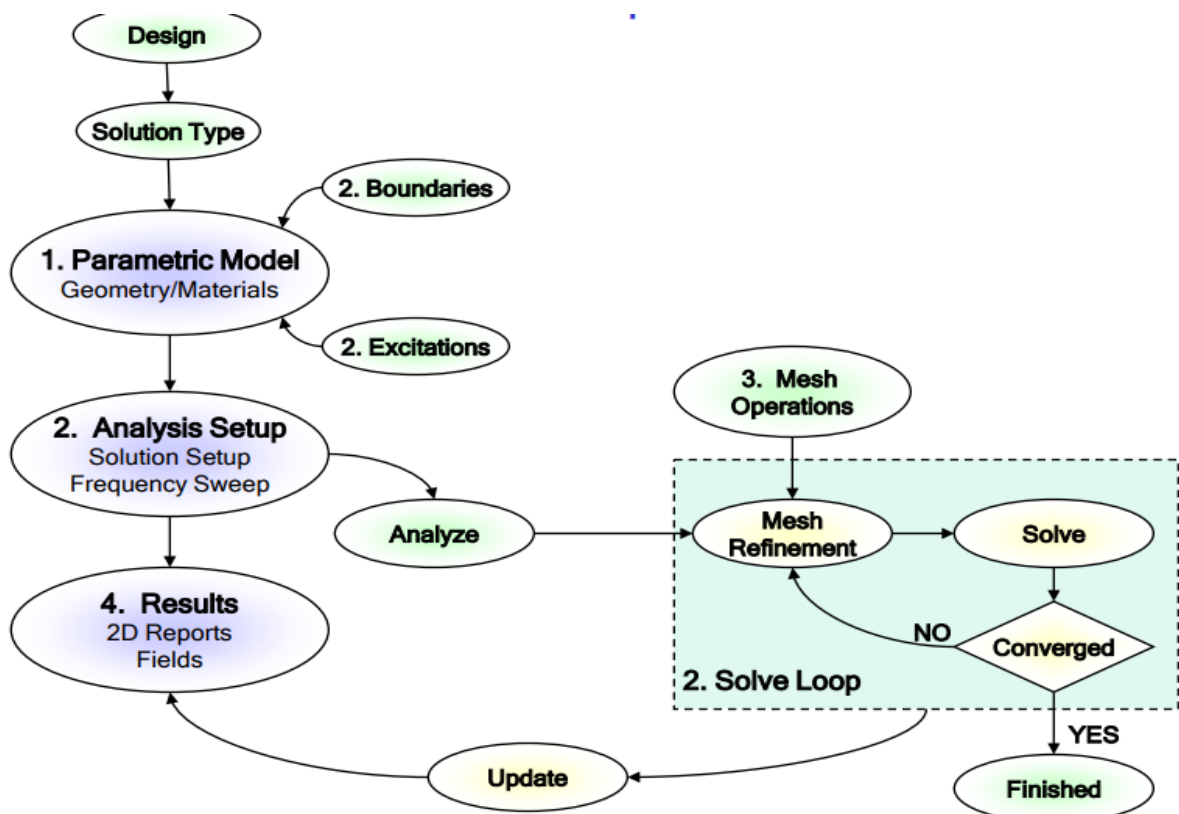 Design
Solution Type
2. Boundaries
1. Parametric Model
Geometry/Materials
2. Excitations
3. Mesh
Operations
2. Analysis Setup
Solution Setup
Frequency Sweep
Analyze
Mesh
Refinement
Solve
4. Results
2D Reports
Fields
NO
Converged
2. Solve Loop
YES
Update
Finished